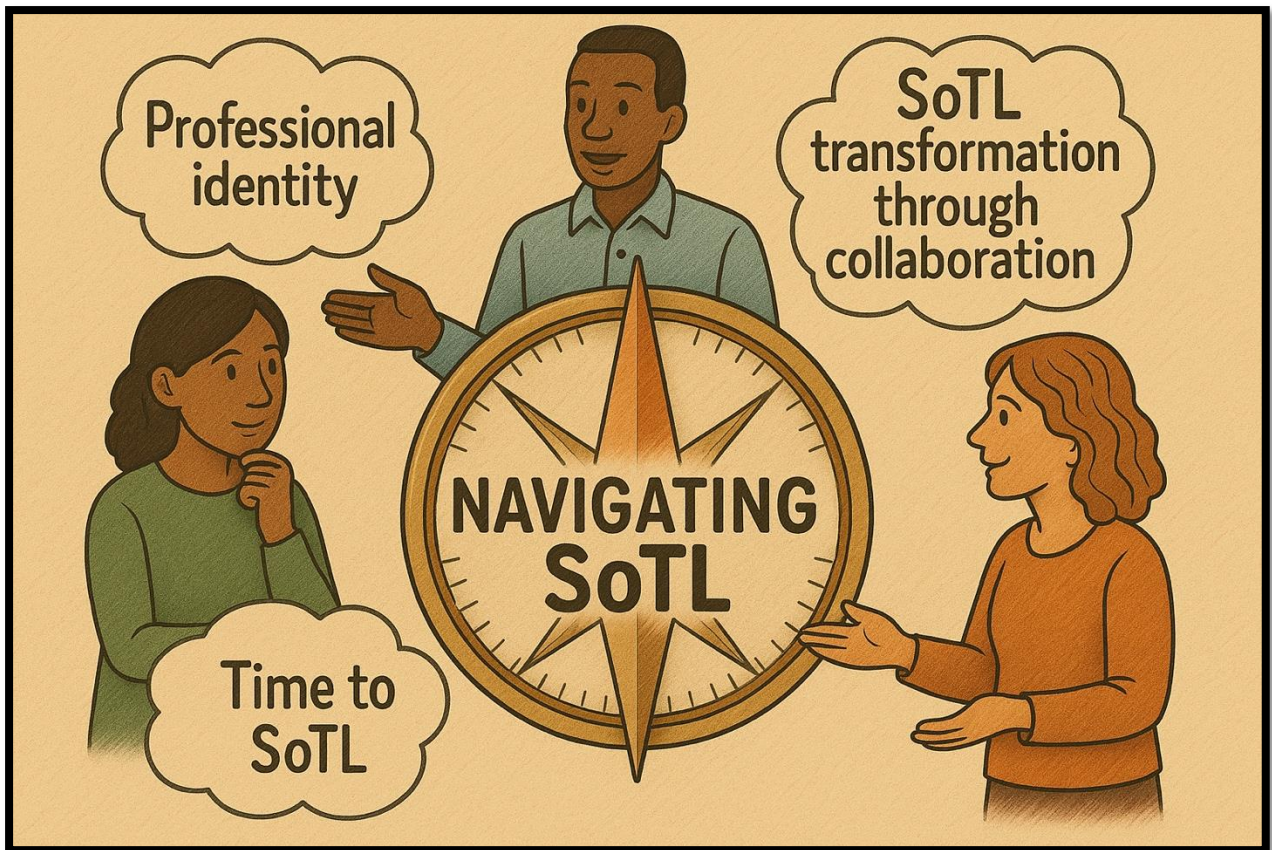 Professional
identity
SoTL
transformation
through
collaboration
NAVIGATING
SoTL
Time to
SoTL